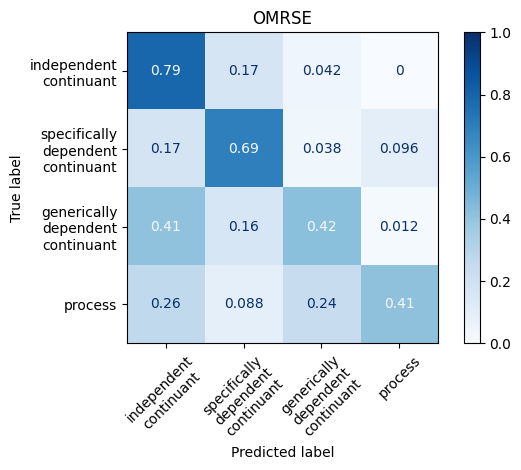 OMRSE
True label
independent
continuant
0.79 0.17 0.042 0
specifically
dependent
continuant
0.17 0.69 0.038 0.096
generically
dependent
continuant
0.41 0.16 0.42 0.012
process
0.26 0.088 0.24 0.41
independent
continuant
specifically
dependent
continuant
generically
dependent
continuant
process
Predicted label
1.0
0.8
0.6
0.4
0.2
0.0